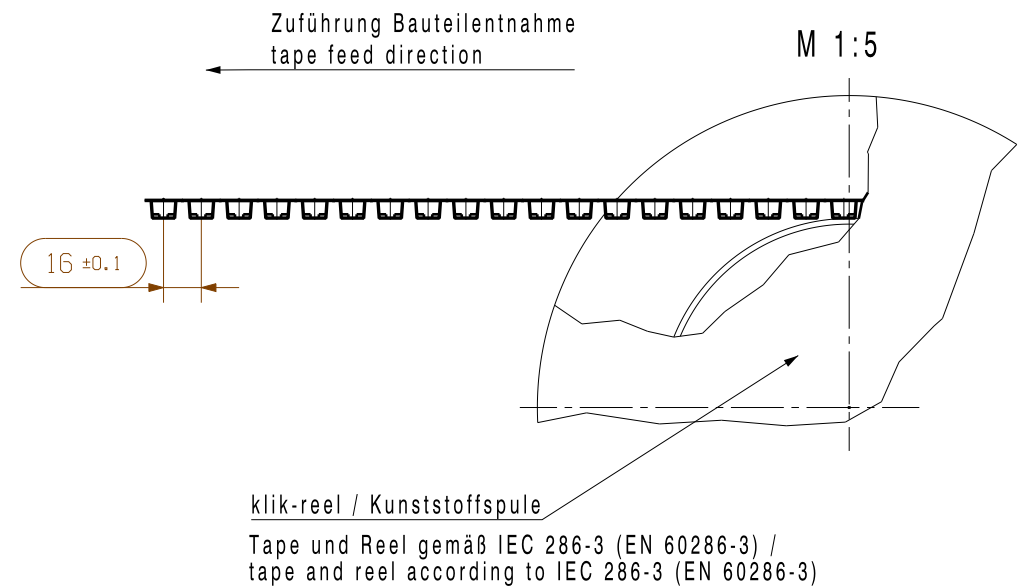 Zuführung Bauteilentnahme
tape feed direction
M 1:5
16 ±0.1
klik-reel / Kunststoffspule
Tape und Reel gemäß IEC 286-3 (EN 60286-3) /
tape and reel according to IEC 286-3 (EN 60286-3)